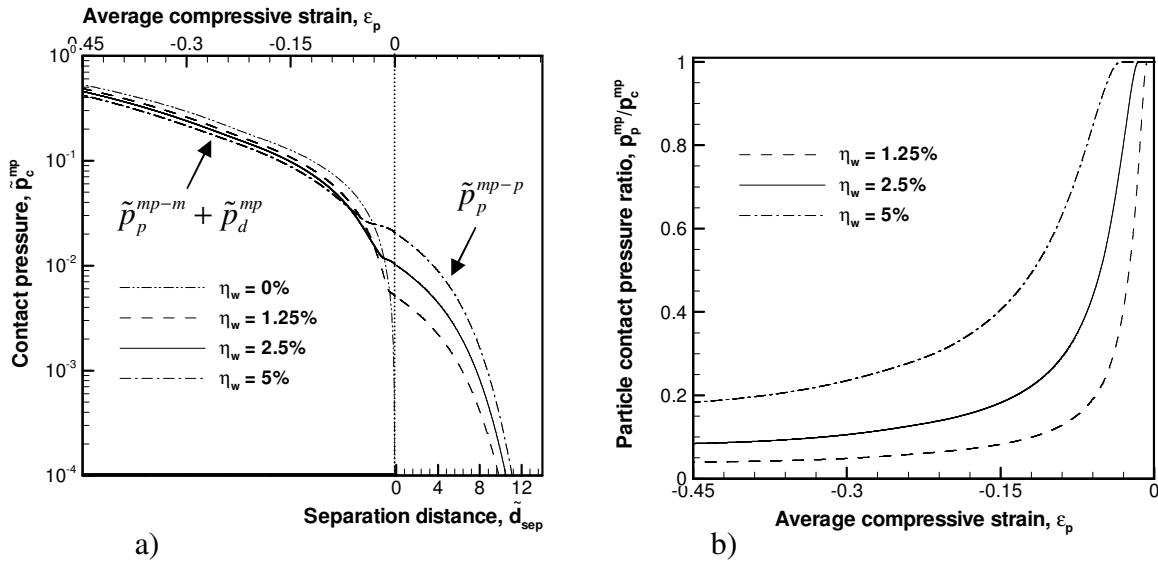 Average compressive strain, εp
-0.45 -0.3 -0.15 0
10^0
10^-1
10^-2
10^-3
10^-4
Contact pressure, p̃_c^mp
p̃_p^mp-m + p̃_d^mp
p̃_p^mp-p
η_w = 0%
η_w = 1.25%
η_w = 2.5%
η_w = 5%
0 4 8 12
Separation distance, d̃_sep
a)
Particle contact pressure ratio, p_p^mp/p_c^mp
1
0.8
0.6
0.4
0.2
0
η_w = 1.25%
η_w = 2.5%
η_w = 5%
-0.45 -0.3 -0.15 0
Average compressive strain, ε_p
b)